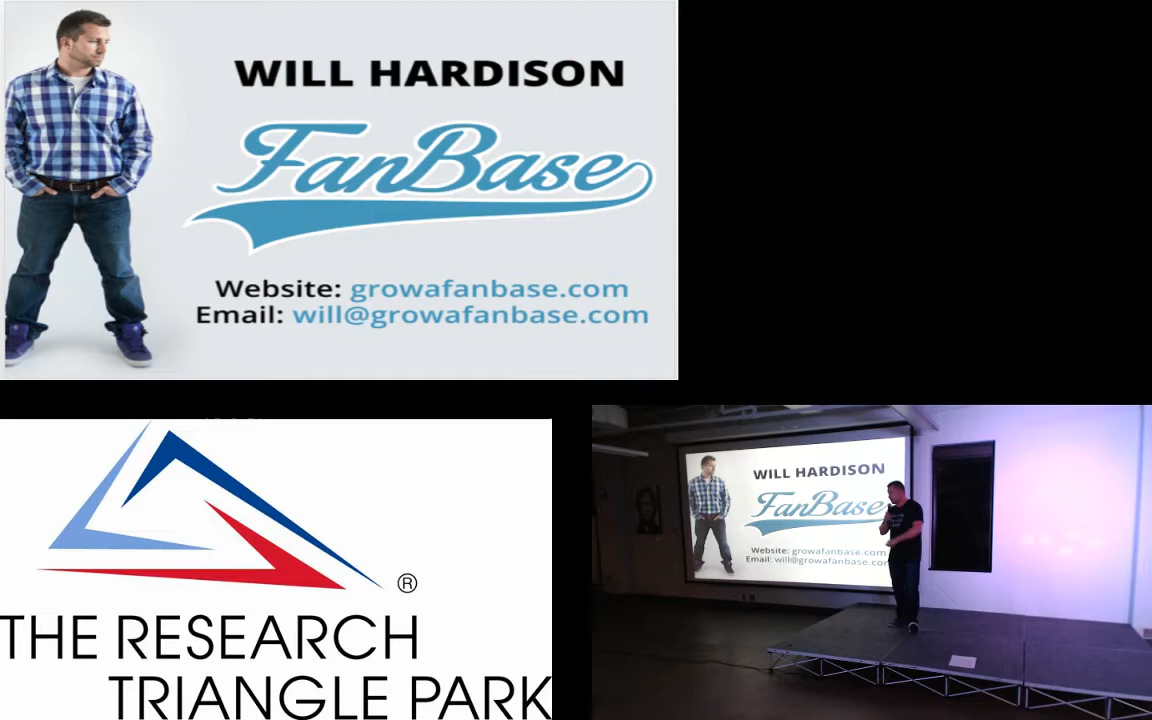 WILL HARDISON
FanBase
Website: growafanbase.com
Email: will@growafanbase.com
®
THE RESEARCH
TRIANGLE PARK
WILL HARDISON
FanBase
Website: growafanbase.com
Email: will@growafanbase.com